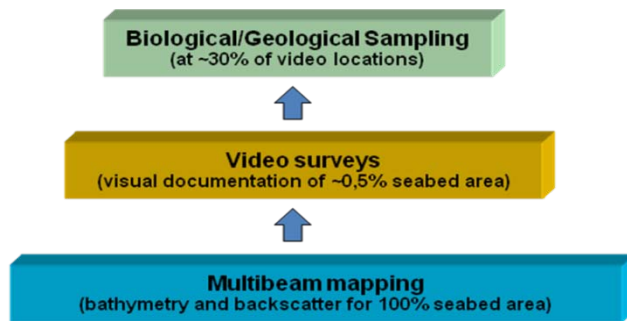 Biological/Geological Sampling
(at ~30% of video locations)
Video surveys
(visual documentation of ~0,5% seabed area)
Multibeam mapping
(bathymetry and backscatter for 100% seabed area)